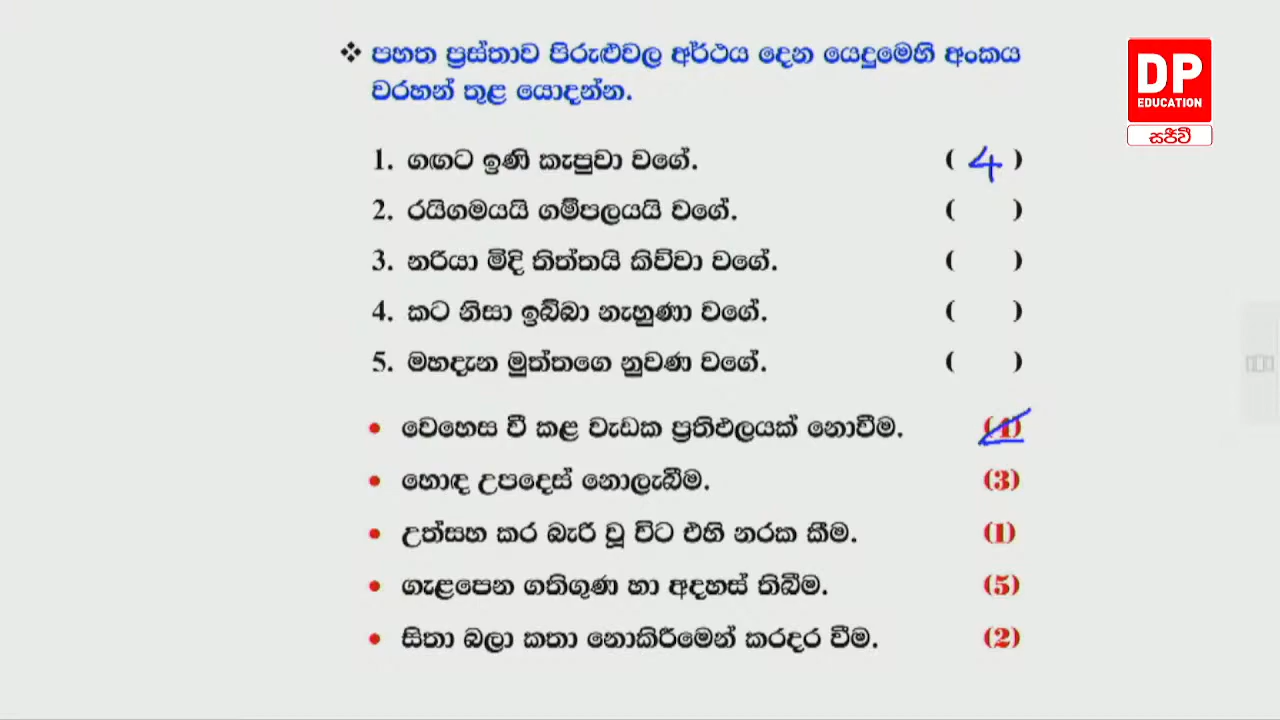 ❖ පහත ප්‍රස්තාව පිරුළුවල අර්ථය දෙන යෙදුමෙහි අංකය
වරහන් තුළ යොදන්න.
DP
EDUCATION
සජීවී
1. ගඟට ඉණි කැපුවා වගේ. ( 4 )
2. රයිගමයයි ගම්පලයයි වගේ. ( )
3. නරියා මිදි තිත්තයි කිව්වා වගේ. ( )
4. කට නිසා ඉබ්බා නැහුණා වගේ. ( )
5. මහදැන මුත්තගෙ නුවණ වගේ. ( )
• වෙහෙස වී කළ වැඩක ප්‍රතිඵලයක් නොවීම. (4)
• හොඳ උපදෙස් නොලැබීම. (3)
• උත්සහ කර බැරි වූ විට එහි නරක කීම. (1)
• ගැළපෙන ගතිගුණ හා අදහස් තිබීම. (5)
• සිතා බලා කතා නොකිරීමෙන් කරදර වීම. (2)